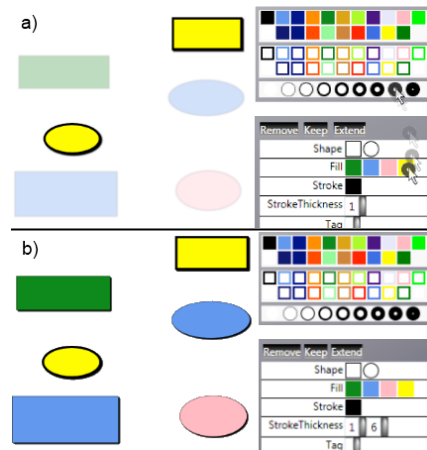 a)
Remove Keep Extend
Shape
Fill
Stroke
StrokeThickness 1
Tag
b)
Remove Keep Extend
Shape
Fill
Stroke
StrokeThickness 1 6
Tag